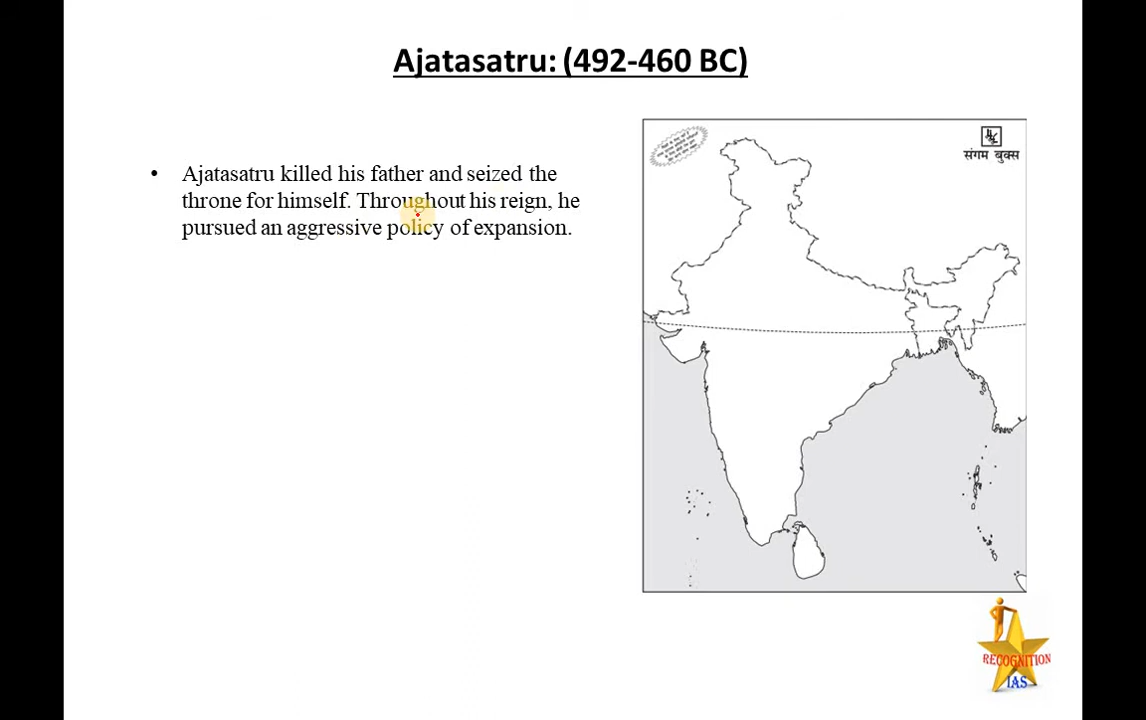 Ajatasatru: (492-460 BC)
• Ajatasatru killed his father and seized the
throne for himself. Throughout his reign, he
pursued an aggressive policy of expansion.
संगम बुक्स
RECOGNITION
IAS